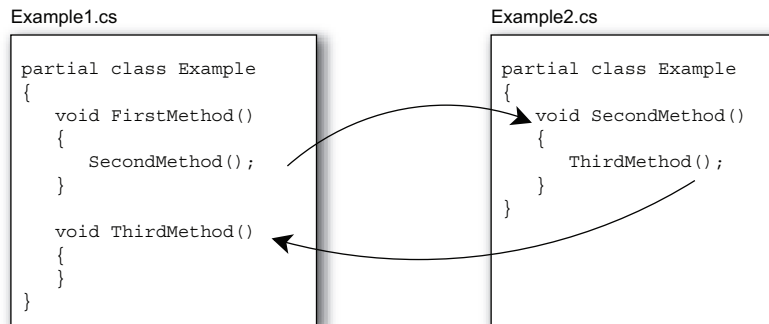 Example1.cs
partial class Example
{
void FirstMethod()
{
SecondMethod();
}
void ThirdMethod()
{
}
}
Example2.cs
partial class Example
{
void SecondMethod()
{
ThirdMethod();
}
}